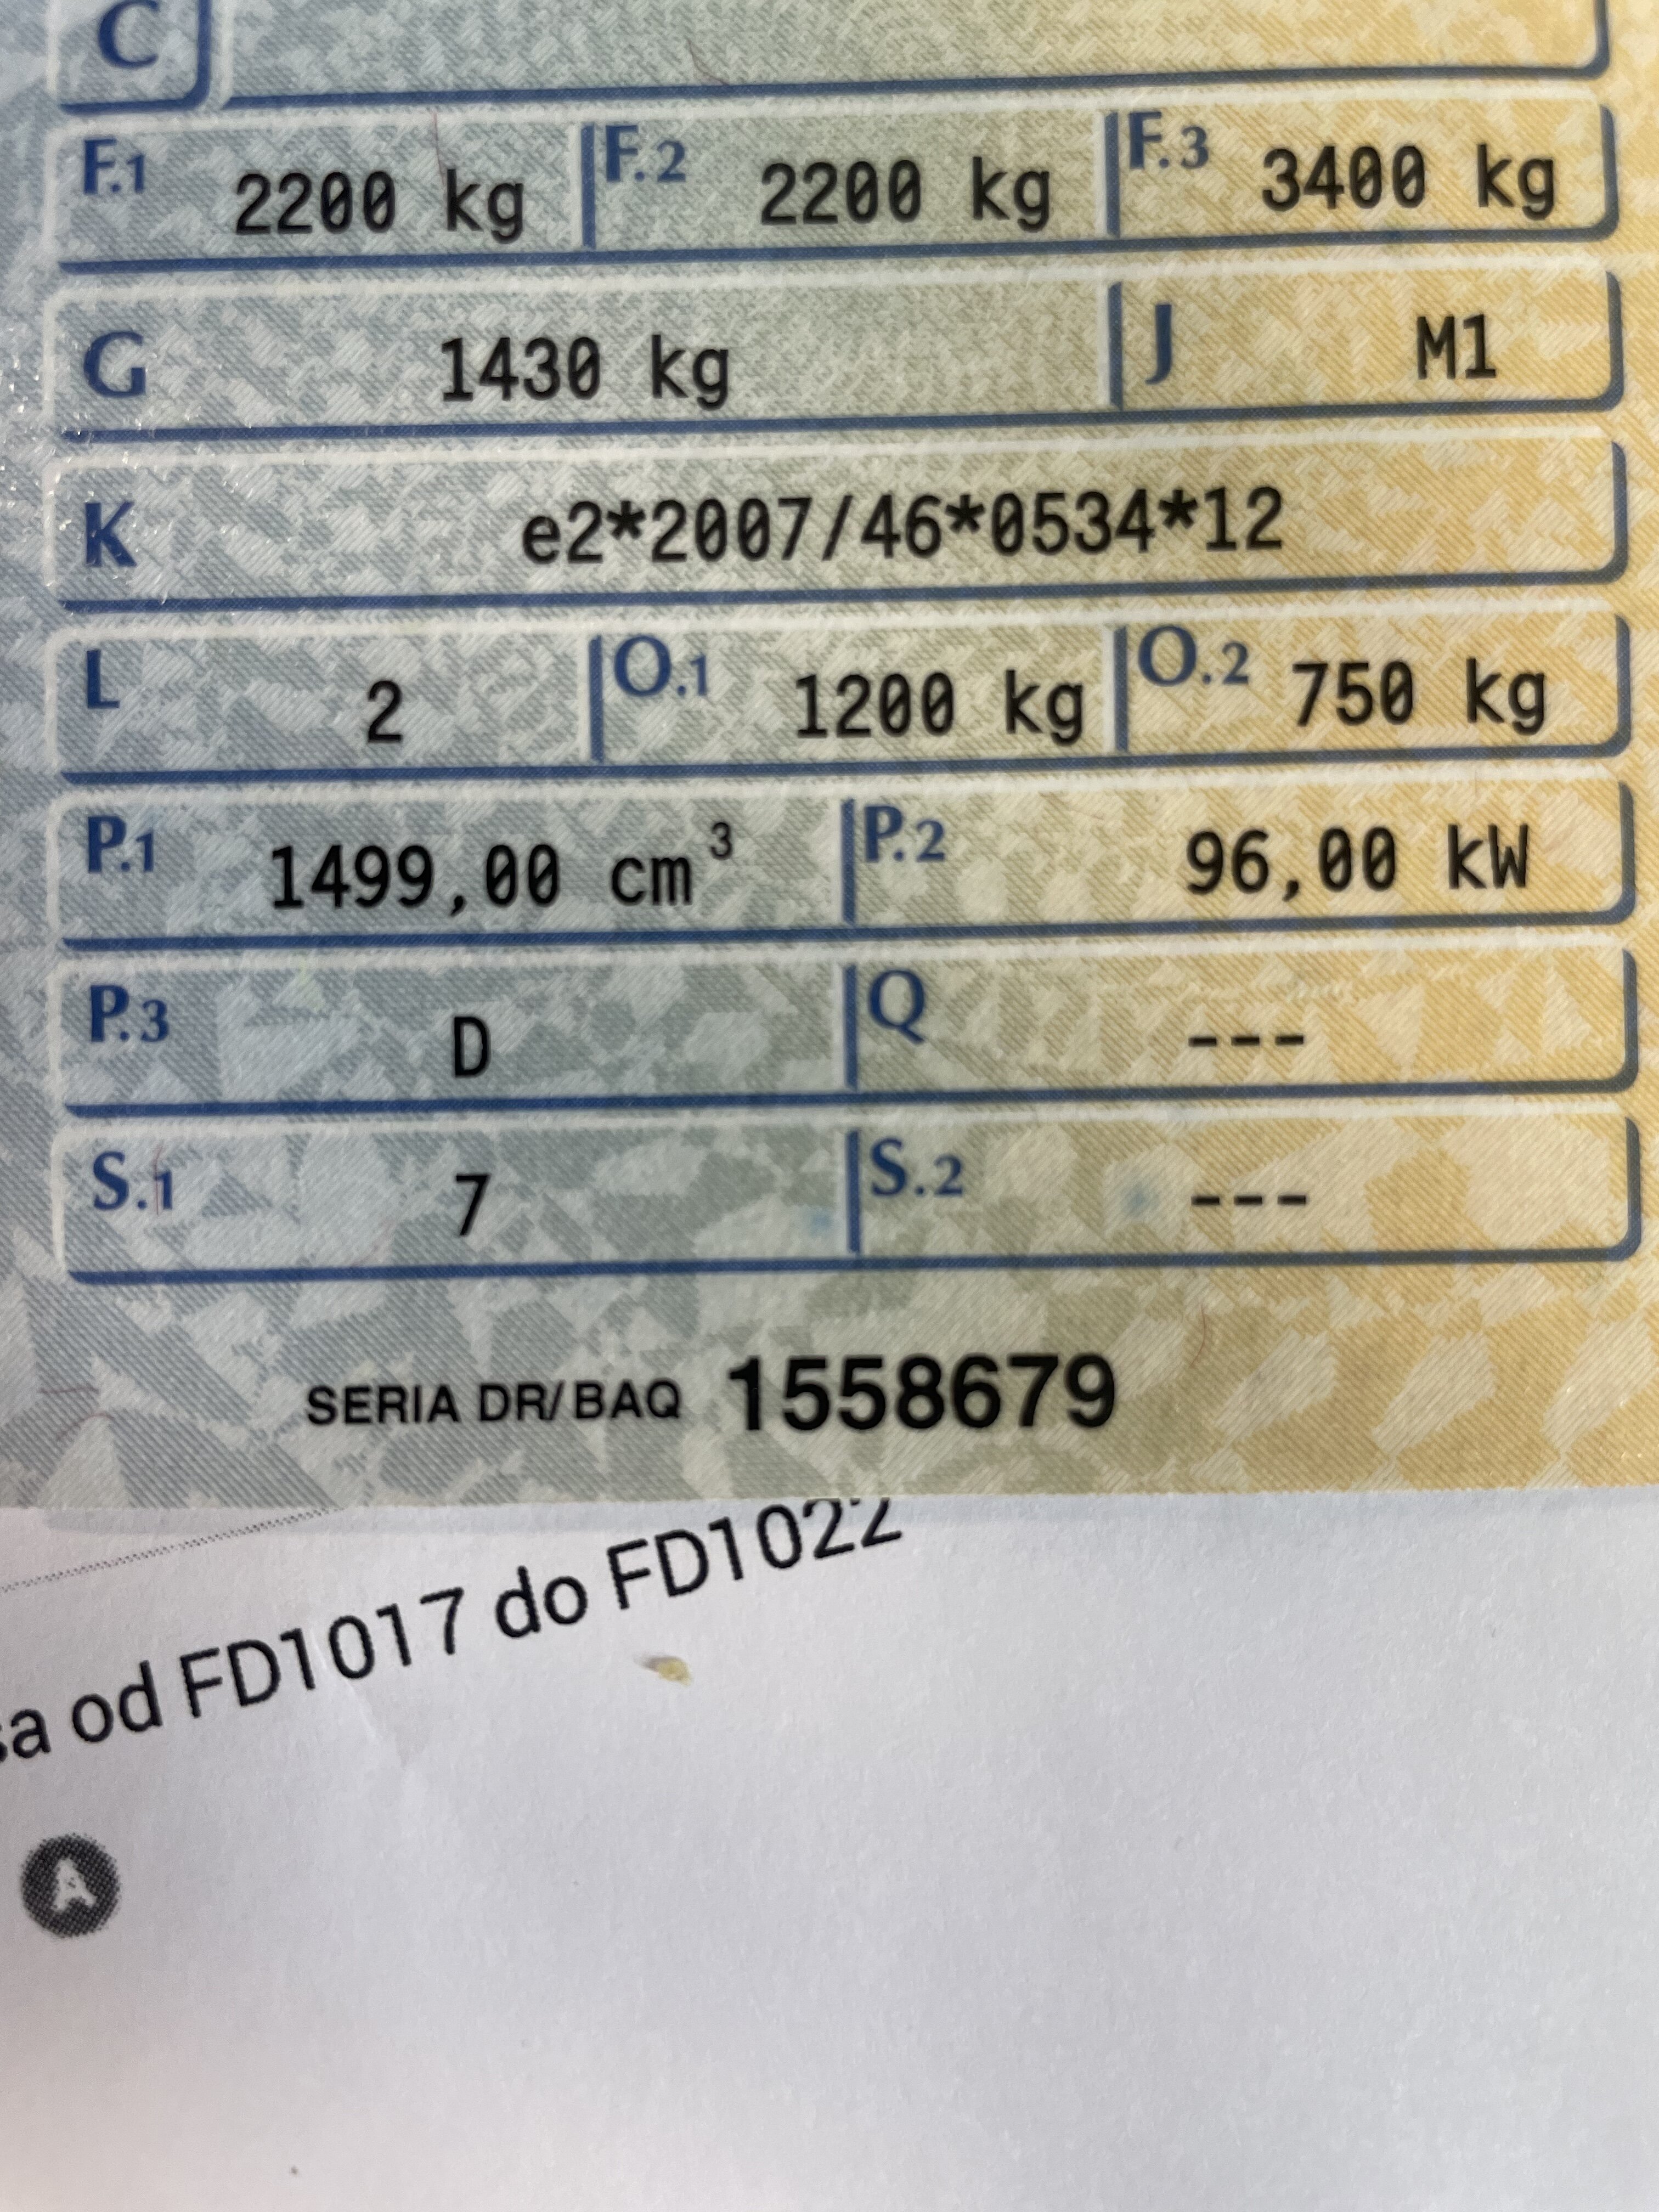 C
F.1 2200 kg F.2 2200 kg F.3 3400 kg
G 1430 kg J M1
K e2*2007/46*0534*12
L 2 O.1 1200 kg O.2 750 kg
P.1 1499,00 cm³ P.2 96,00 kW
P.3 D Q ---
S.1 7 S.2 ---
SERIA DR/BAQ 1558679
od FD1017 do FD1022
A